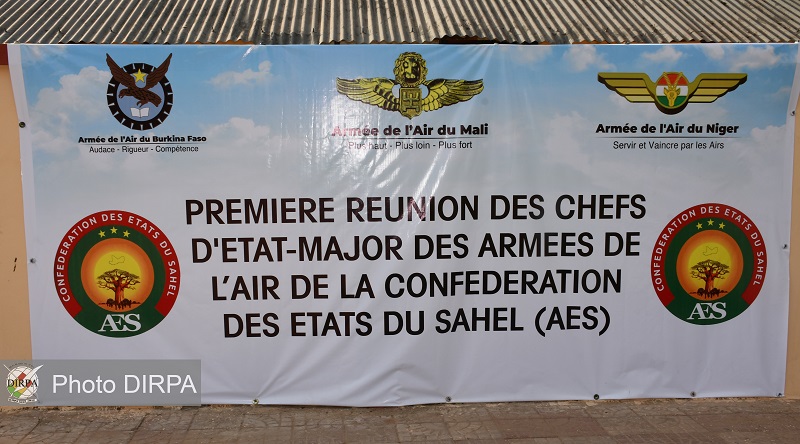 Armée de l'Air du Burkina Faso
Audace - Rigueur - Compétence
Armée de l'Air du Mali
Plus haut - Plus loin - Plus fort
Armée de l'Air du Niger
Servir et Vaincre par les Airs
PREMIERE REUNION DES CHEFS
D'ETAT-MAJOR DES ARMEES DE
L'AIR DE LA CONFEDERATION
DES ETATS DU SAHEL (AES)
CONFEDERATION DES ETATS DU SAHEL
AES
CONFEDERATION DES ETATS DU SAHEL
AES
DIRPA
Photo DIRPA